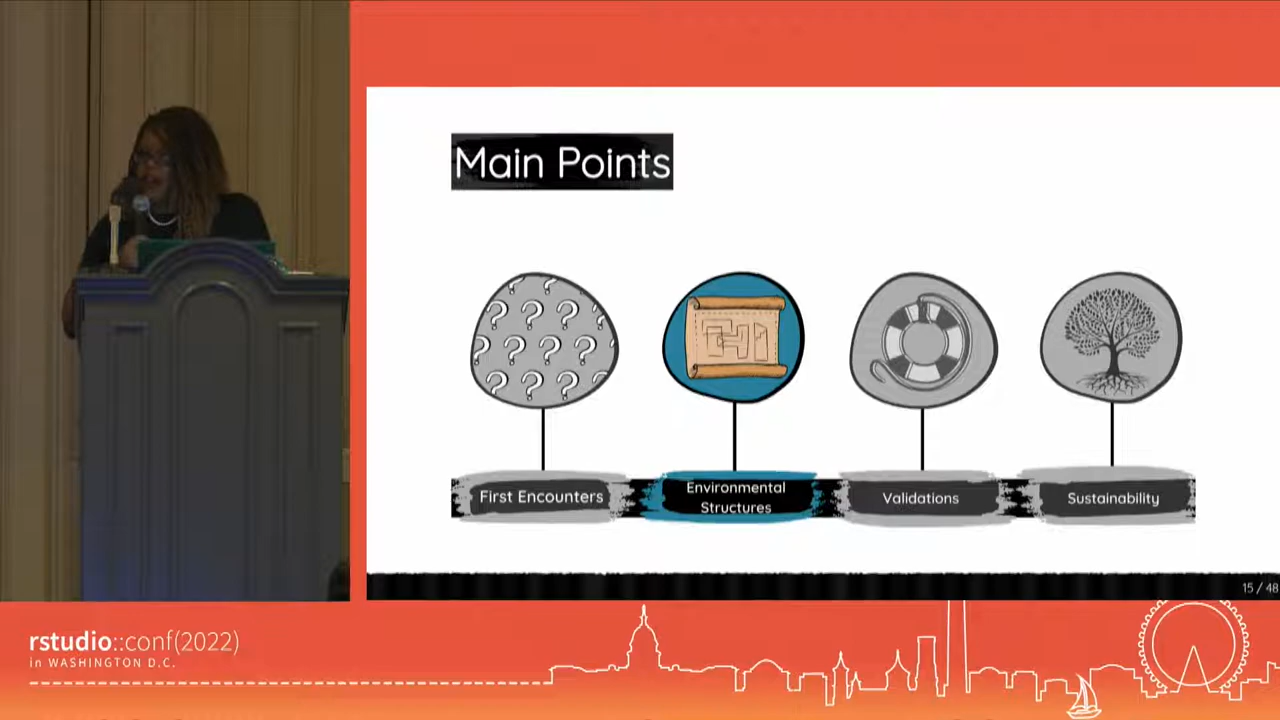 Main Points
First Encounters
Environmental
Structures
Validations
Sustainability
15 / 48
rstudio::conf(2022)
in WASHINGTON D.C.